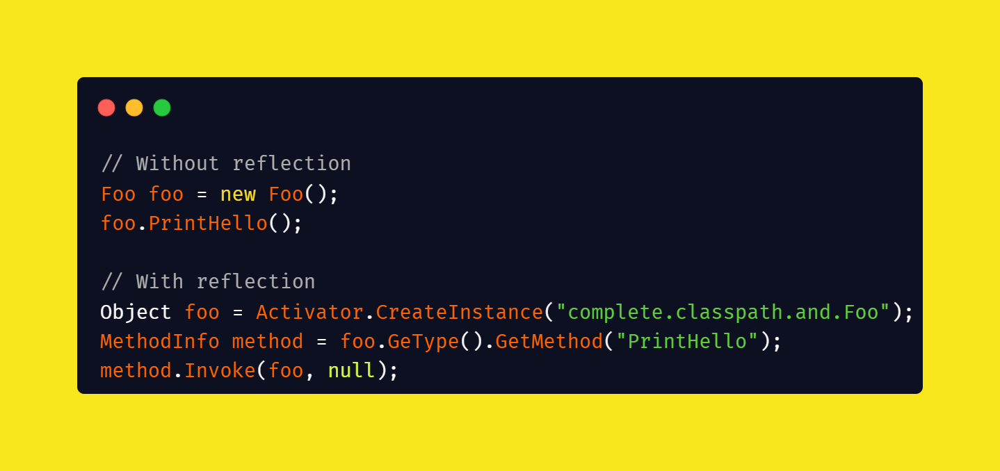 // Without reflection
Foo foo = new Foo();
foo.PrintHello();
// With reflection
Object foo = Activator.CreateInstance("complete.classpath.and.Foo");
MethodInfo method = foo.GeType().GetMethod("PrintHello");
method.Invoke(foo, null);